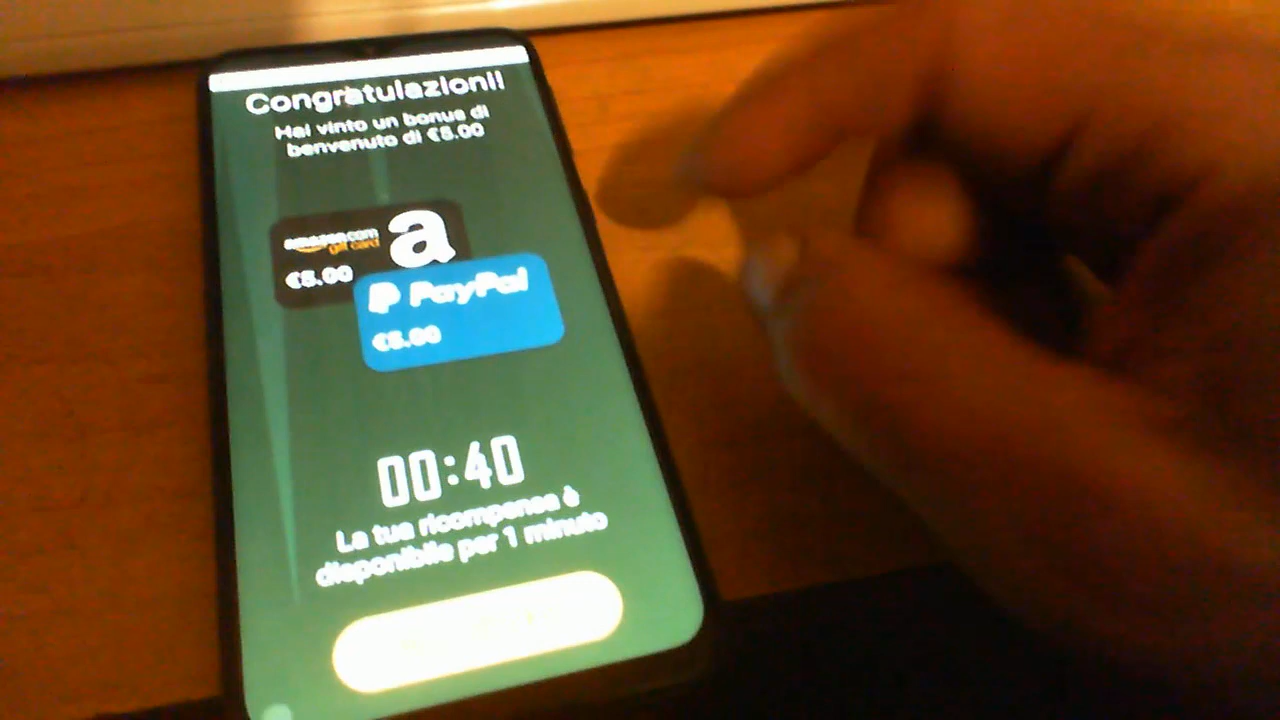 Congratulazioni!
Hai vinto un bonus di
benvenuto di €5.00
amazon.com
gift card
a
€5.00
PayPal
€5.00
00:40
La tua ricompensa è
disponibile per 1 minuto